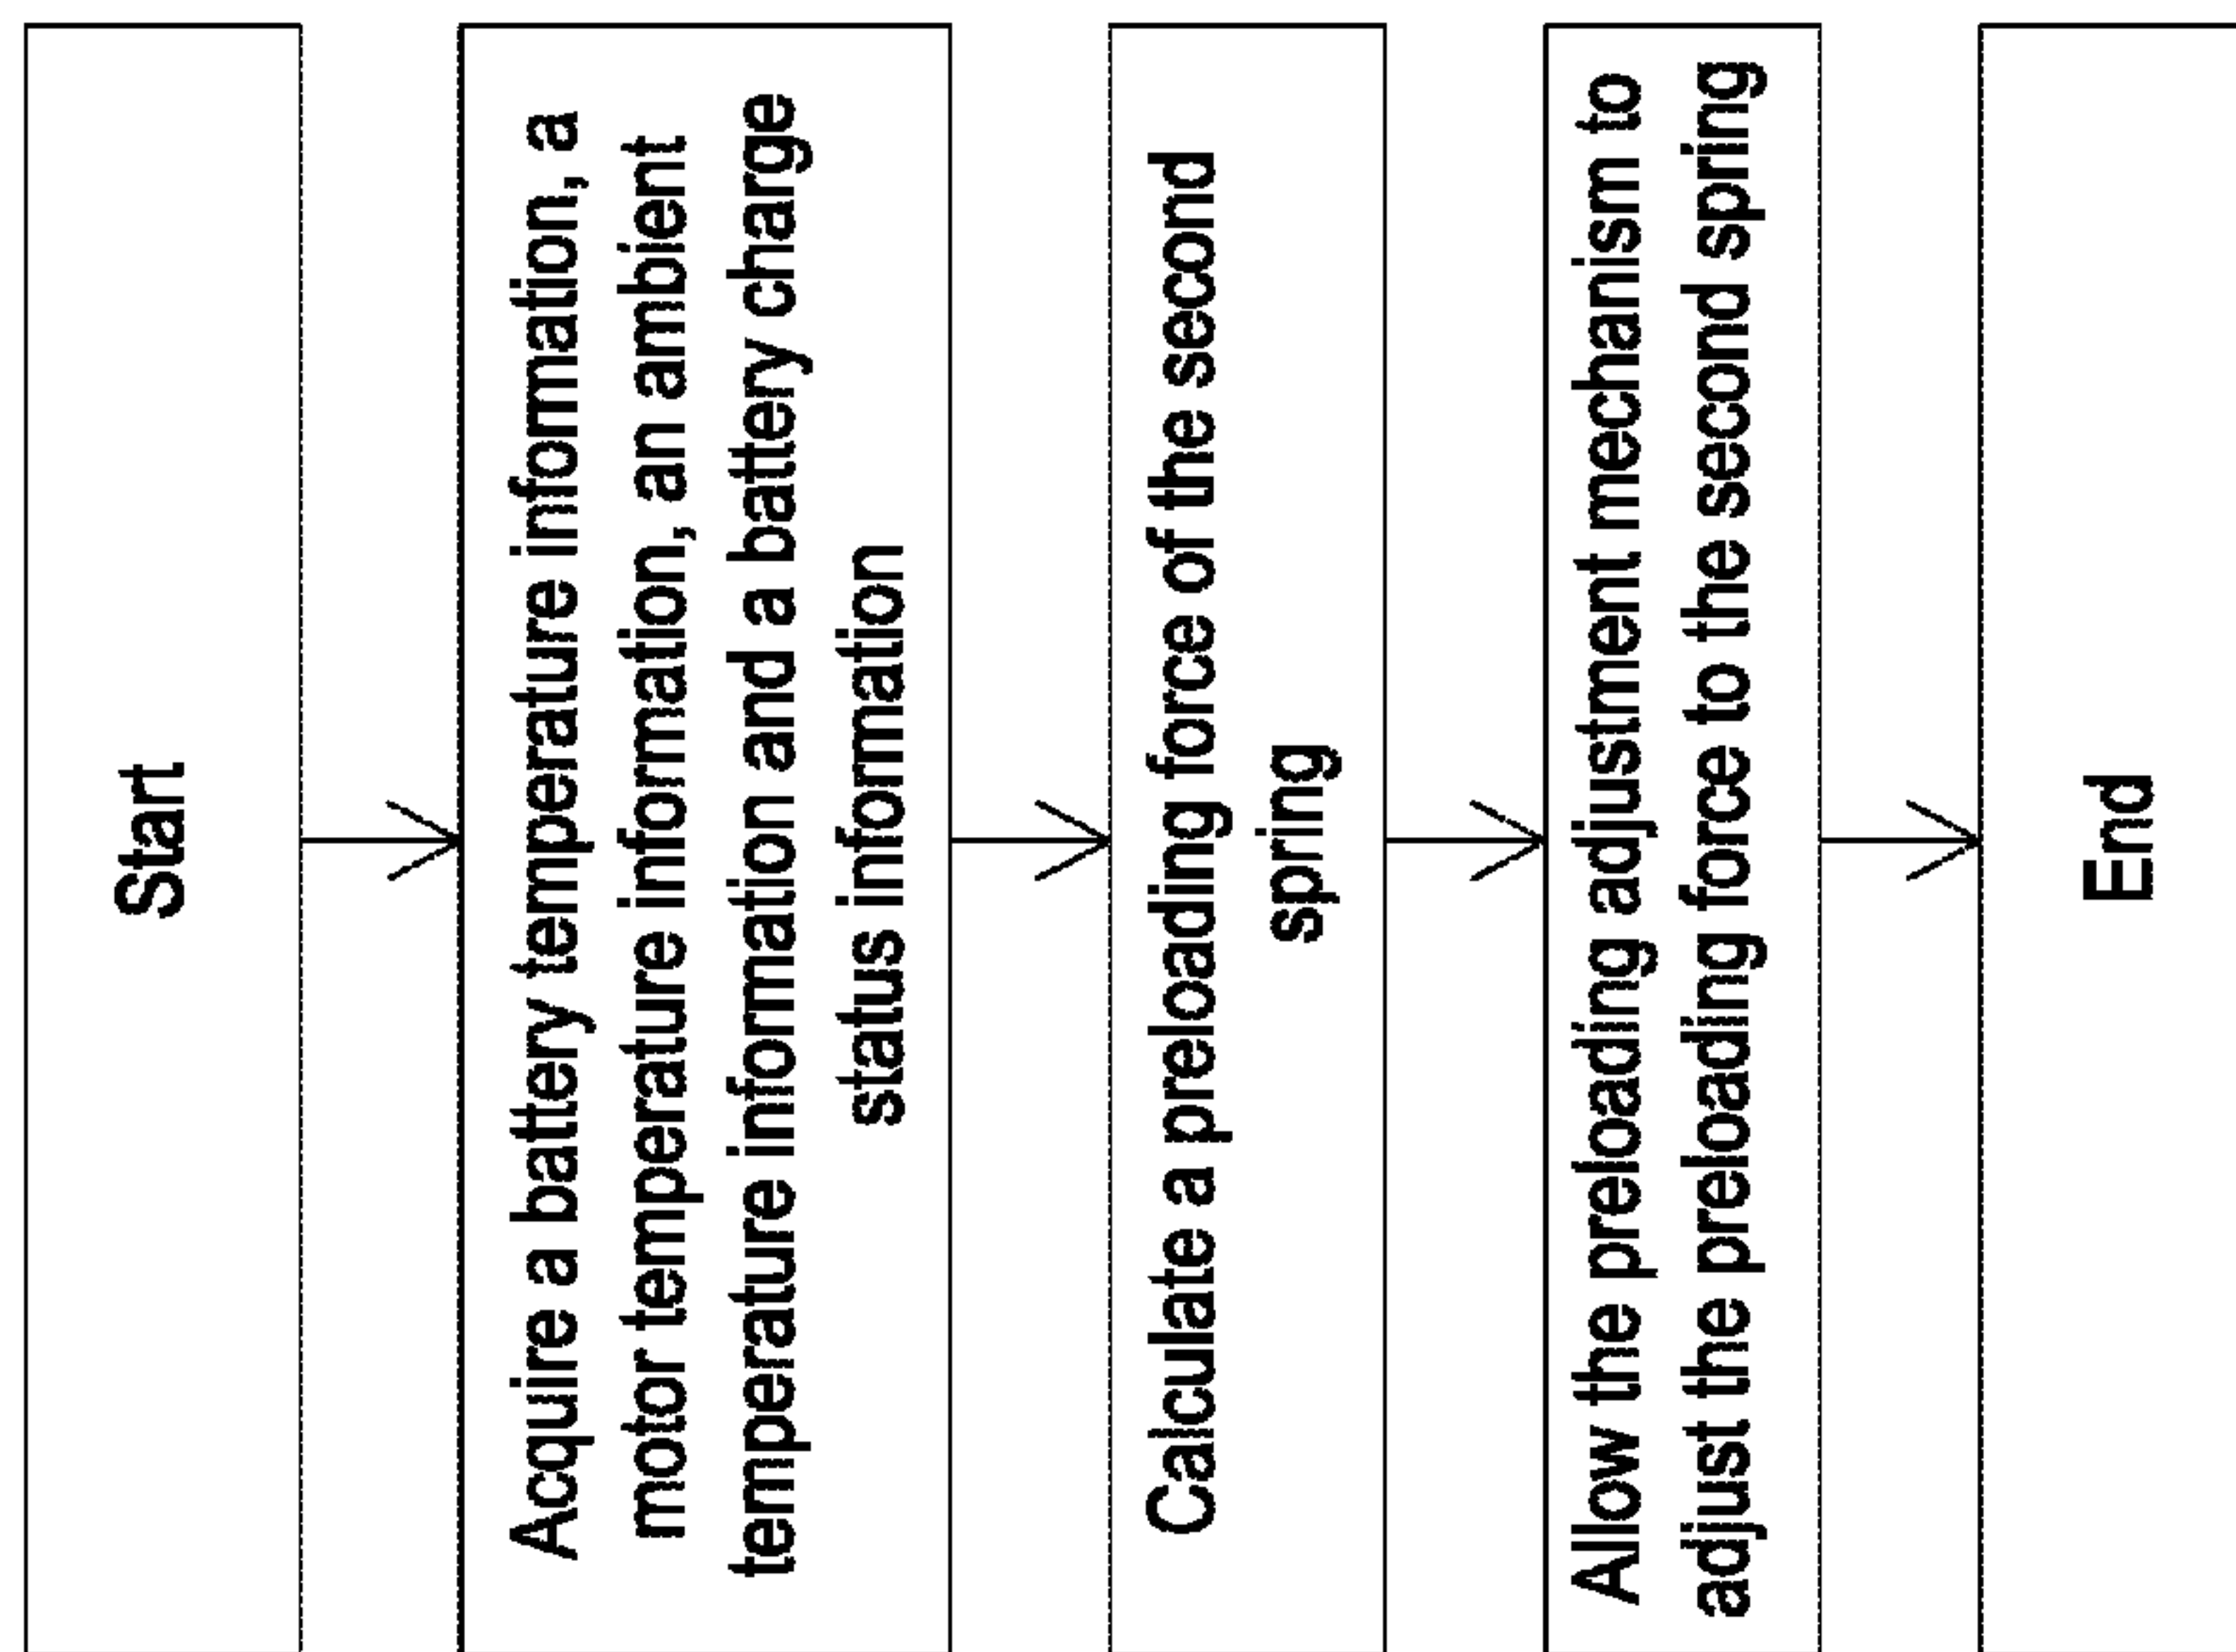 Start
Acquire a battery temperature information, a
motor temperature information, an ambient
temperature information and a battery charge
status information
Calculate a preloading force of the second
spring
Allow the preloading adjustment mechanism to
adjust the preloading force to the second spring
End